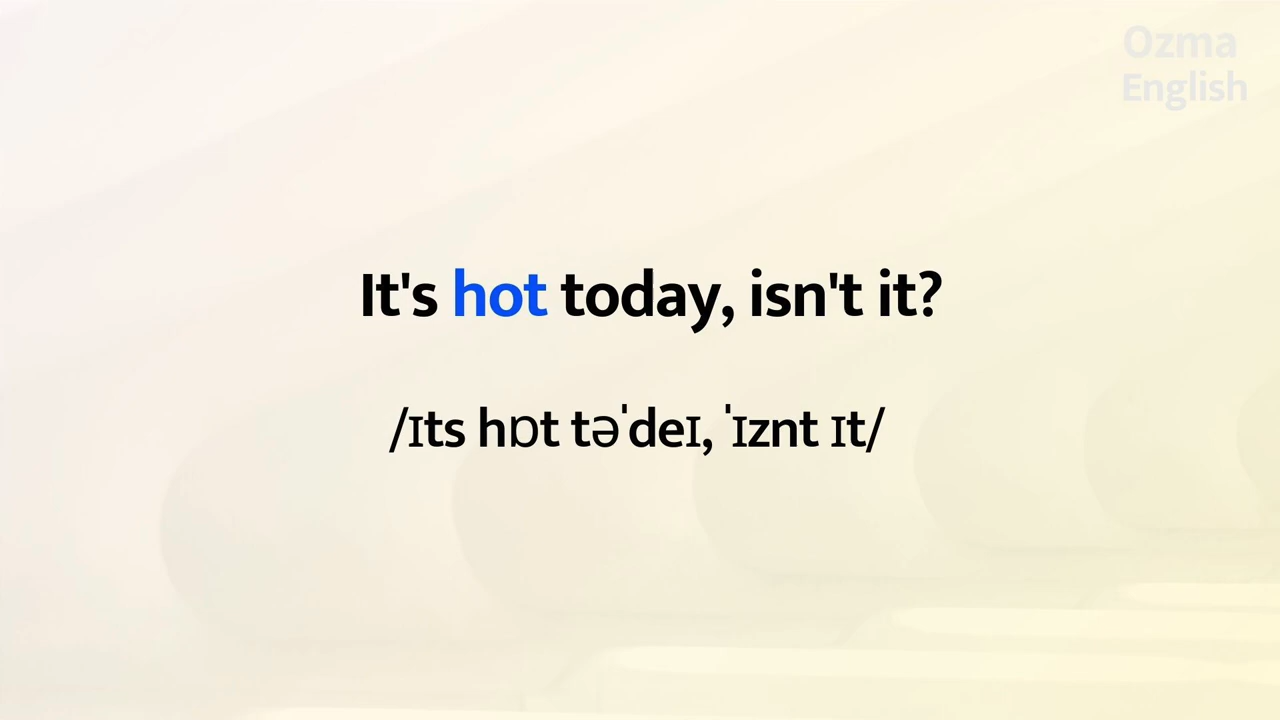 Ozma
English
It's hot today, isn't it?
/ɪts hɒt təˈdeɪ, ˈɪznt ɪt/